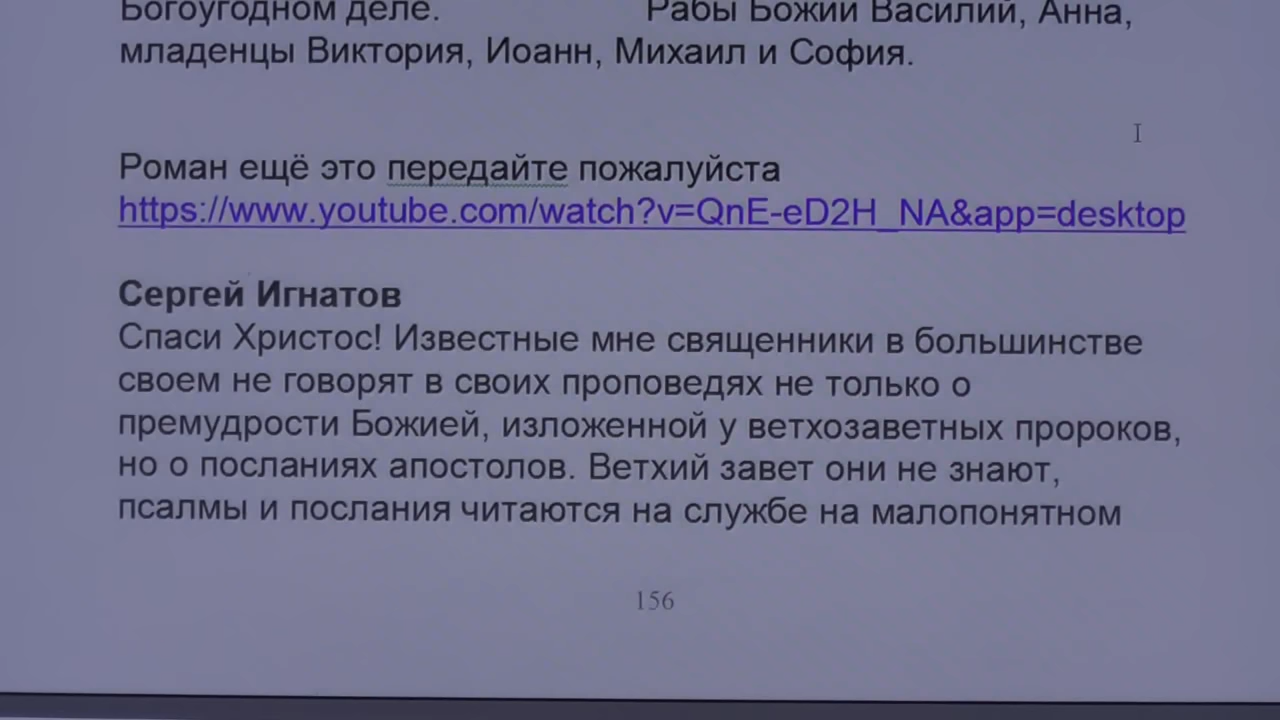 Богоугодном деле. Рабы Божии Василий, Анна,
младенцы Виктория, Иоанн, Михаил и София.
Роман ещё это передайте пожалуйста
https://www.youtube.com/watch?v=QnE-eD2H_NA&app=desktop
Сергей Игнатов
Спаси Христос! Известные мне священники в большинстве
своем не говорят в своих проповедях не только о
премудрости Божией, изложенной у ветхозаветных пророков,
но о посланиях апостолов. Ветхий завет они не знают,
псалмы и послания читаются на службе на малопонятном
156